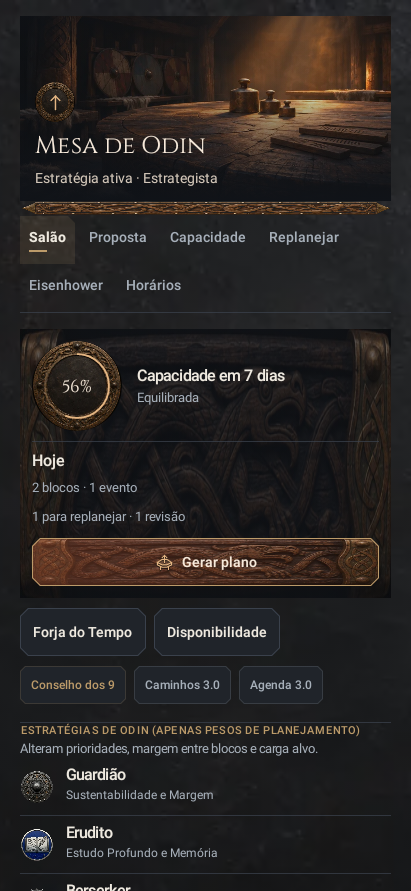 Mesa de Odin
Estratégia ativa · Estrategista
Salão
Proposta
Capacidade
Replanejar
Eisenhower
Horários
56%
Capacidade em 7 dias
Equilibrada
Hoje
2 blocos · 1 evento
1 para replanejar · 1 revisão
Gerar plano
Forja do Tempo
Disponibilidade
Conselho dos 9
Caminhos 3.0
Agenda 3.0
ESTRATÉGIAS DE ODIN (APENAS PESOS DE PLANEJAMENTO)
Alteram prioridades, margem entre blocos e carga alvo.
Guardião
Sustentabilidade e Margem
Erudito
Estudo Profundo e Memória
Berserker